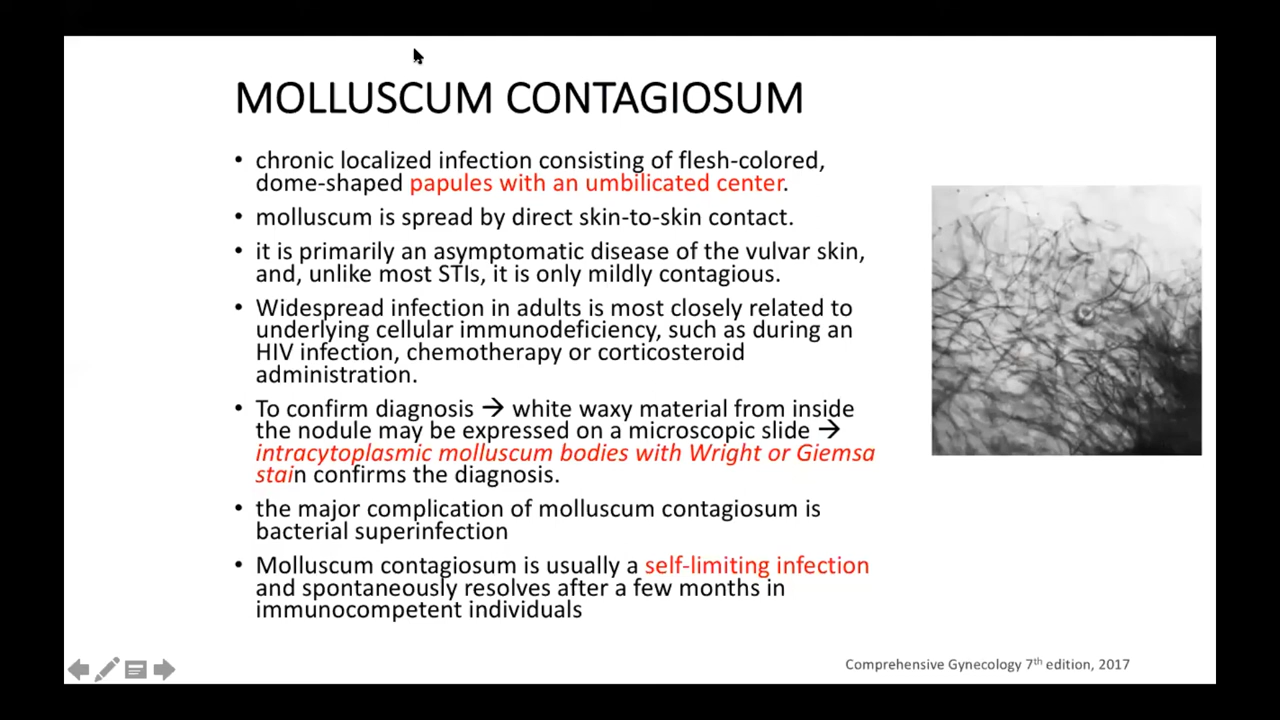 MOLLUSCUM CONTAGIOSUM
• chronic localized infection consisting of flesh-colored,
dome-shaped papules with an umbilicated center.
• molluscum is spread by direct skin-to-skin contact.
• it is primarily an asymptomatic disease of the vulvar skin,
and, unlike most STIs, it is only mildly contagious.
• Widespread infection in adults is most closely related to
underlying cellular immunodeficiency, such as during an
HIV infection, chemotherapy or corticosteroid
administration.
• To confirm diagnosis → white waxy material from inside
the nodule may be expressed on a microscopic slide →
intracytoplasmic molluscum bodies with Wright or Giemsa
stain confirms the diagnosis.
• the major complication of molluscum contagiosum is
bacterial superinfection
• Molluscum contagiosum is usually a self-limiting infection
and spontaneously resolves after a few months in
immunocompetent individuals
Comprehensive Gynecology 7th edition, 2017